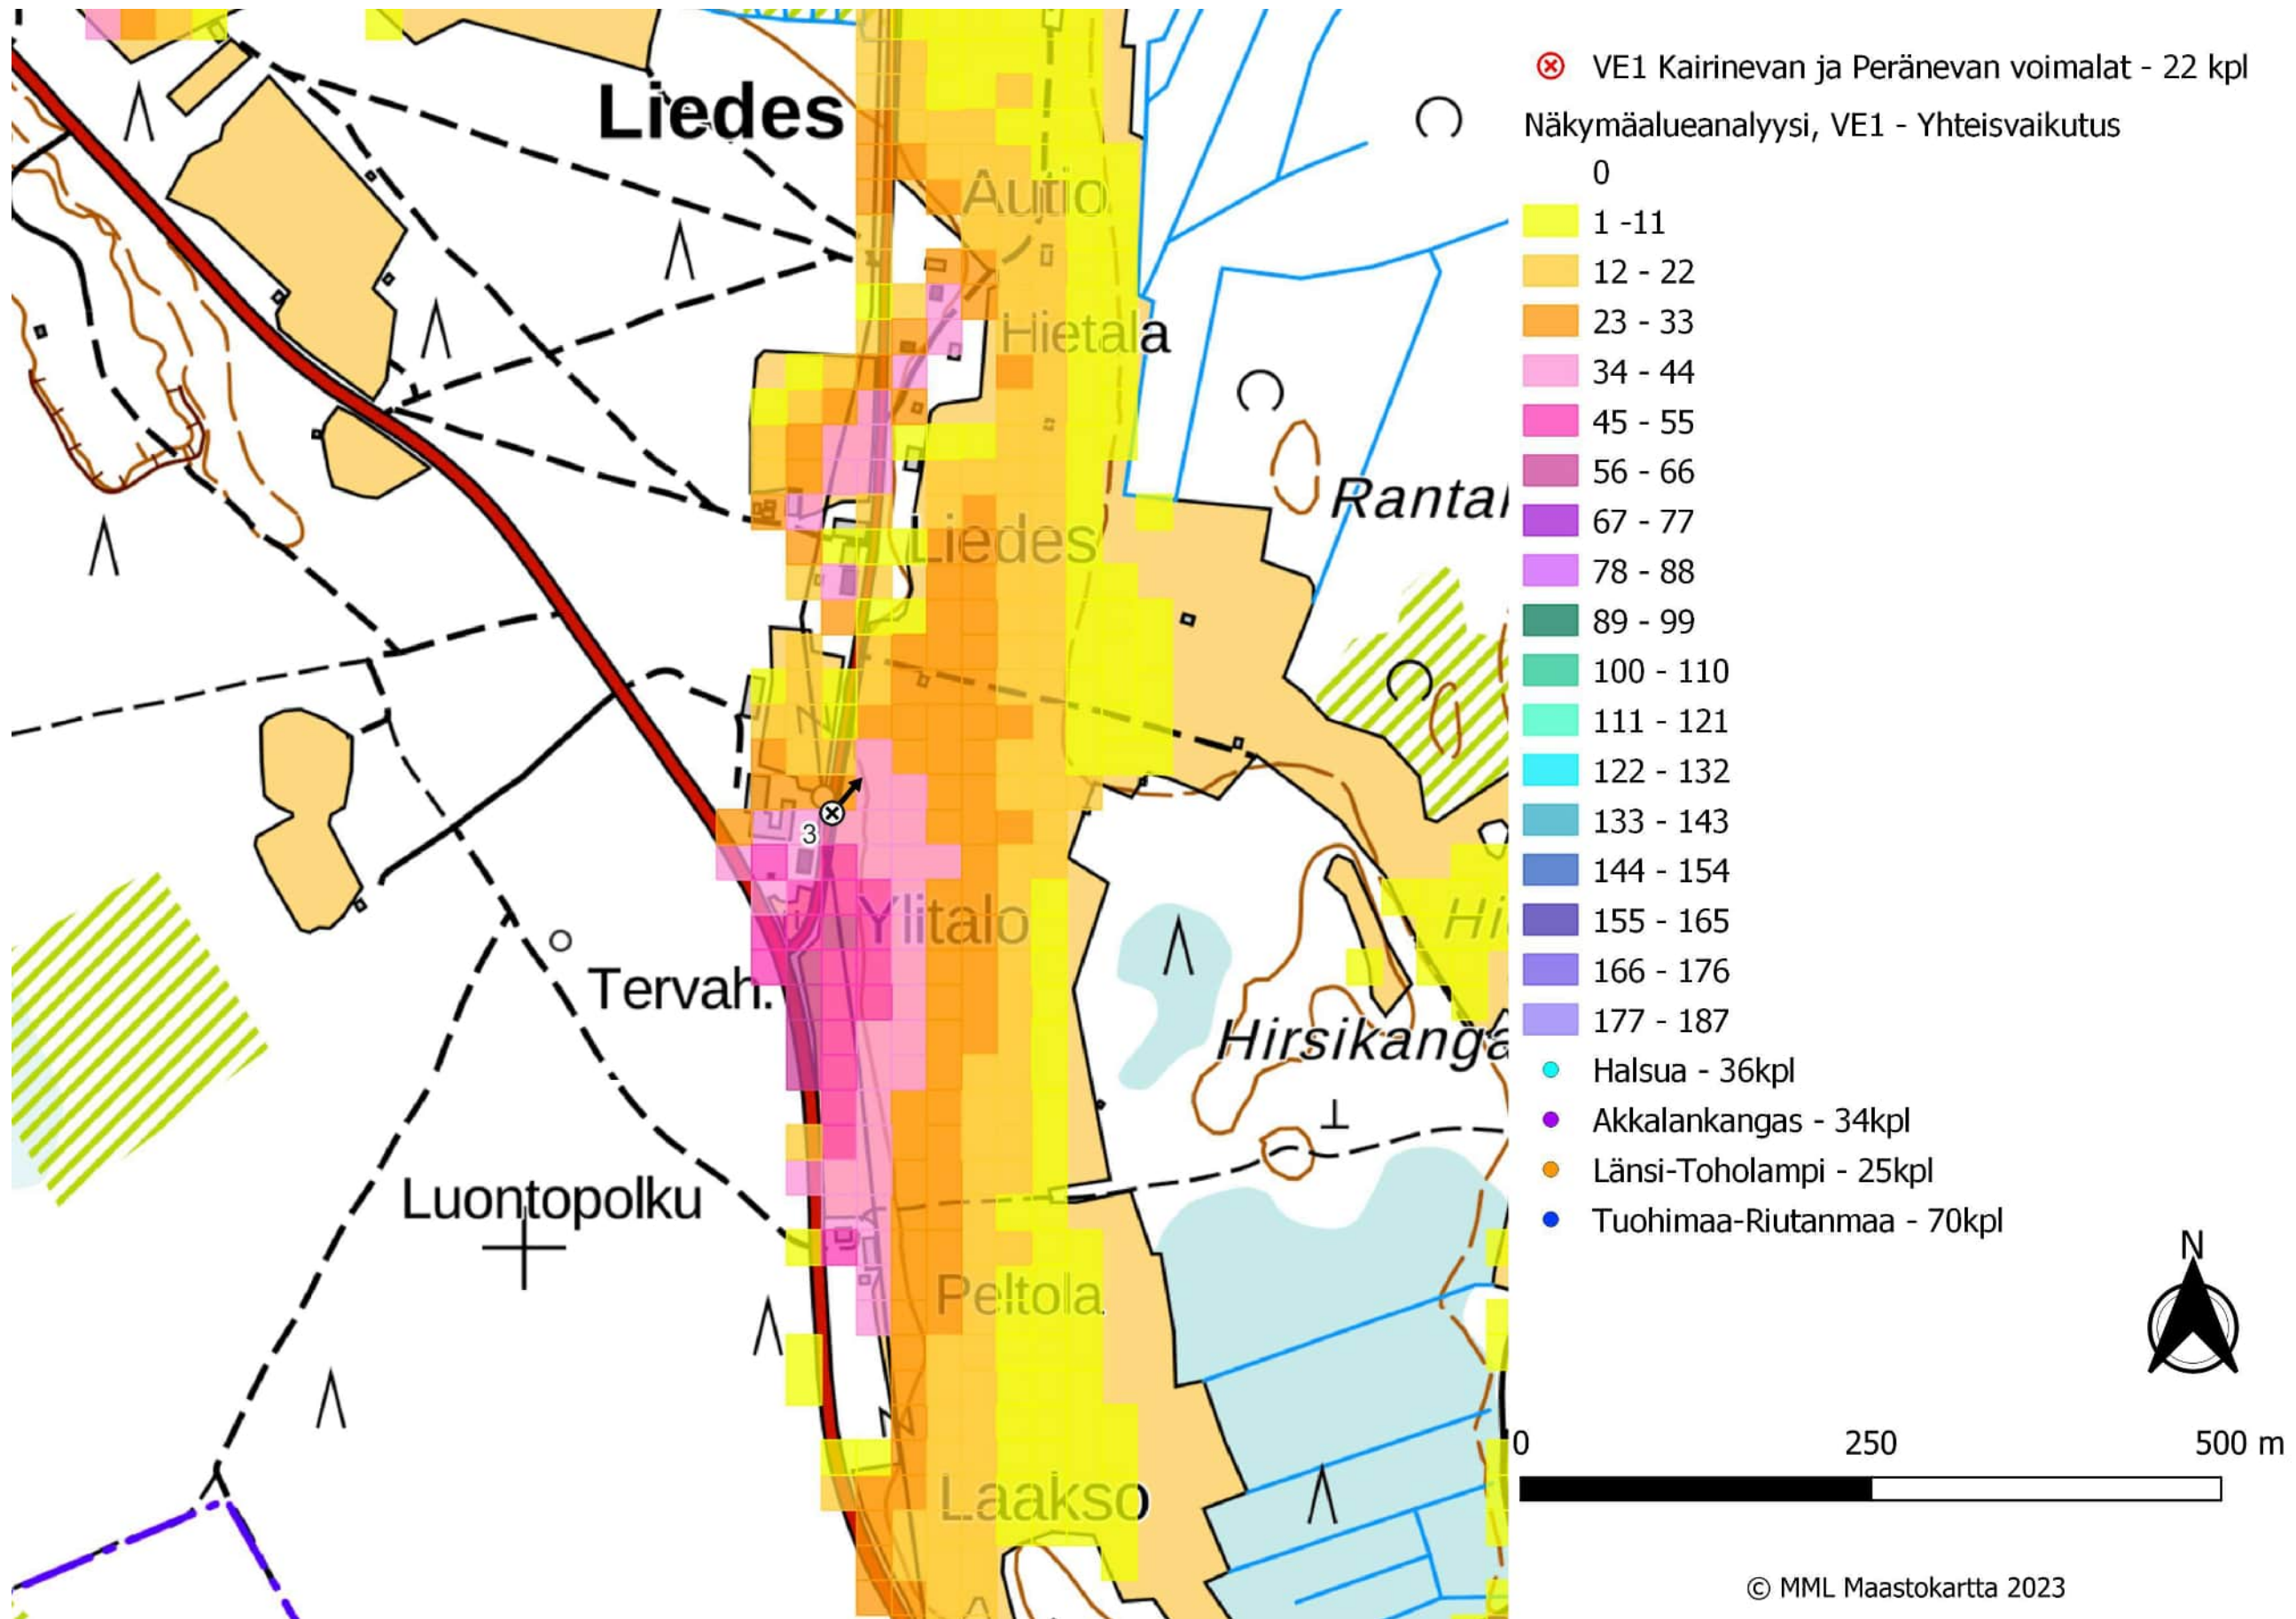 Liedes
Autio
Hietala
Liedes
3
Ylitalo
Tervah.
Hirsikanga
Luontopolku
Peltola
Laakso
VE1 Kairinevan ja Peränevan voimalat - 22 kpl
Näkymäalueanalyysi, VE1 - Yhteisvaikutus
0
1 -11
12 - 22
23 - 33
34 - 44
45 - 55
56 - 66
67 - 77
78 - 88
89 - 99
100 - 110
111 - 121
122 - 132
133 - 143
144 - 154
155 - 165
166 - 176
177 - 187
Halsua - 36kpl
Akkalankangas - 34kpl
Länsi-Toholampi - 25kpl
Tuohimaa-Riutanmaa - 70kpl
N
0 250 500 m
© MML Maastokartta 2023